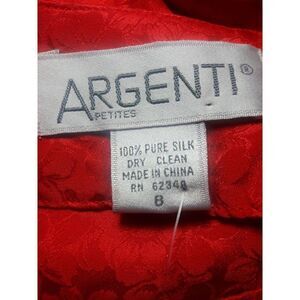 ARGENTI®
PETITES
100% PURE SILK
DRY CLEAN
MADE IN CHINA
RN 62348
8